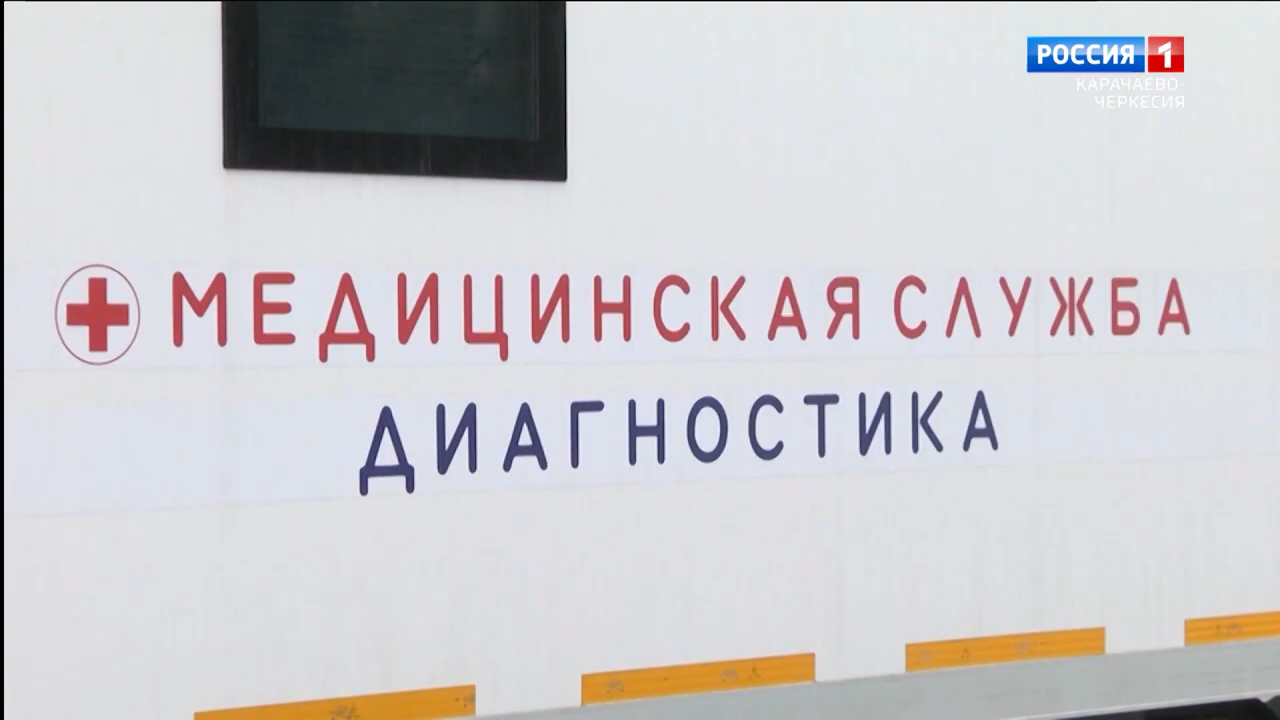 РОССИЯ 1
КАРАЧАЕВО-
ЧЕРКЕСИЯ
МЕДИЦИНСКАЯ СЛУЖБА
ДИАГНОСТИКА